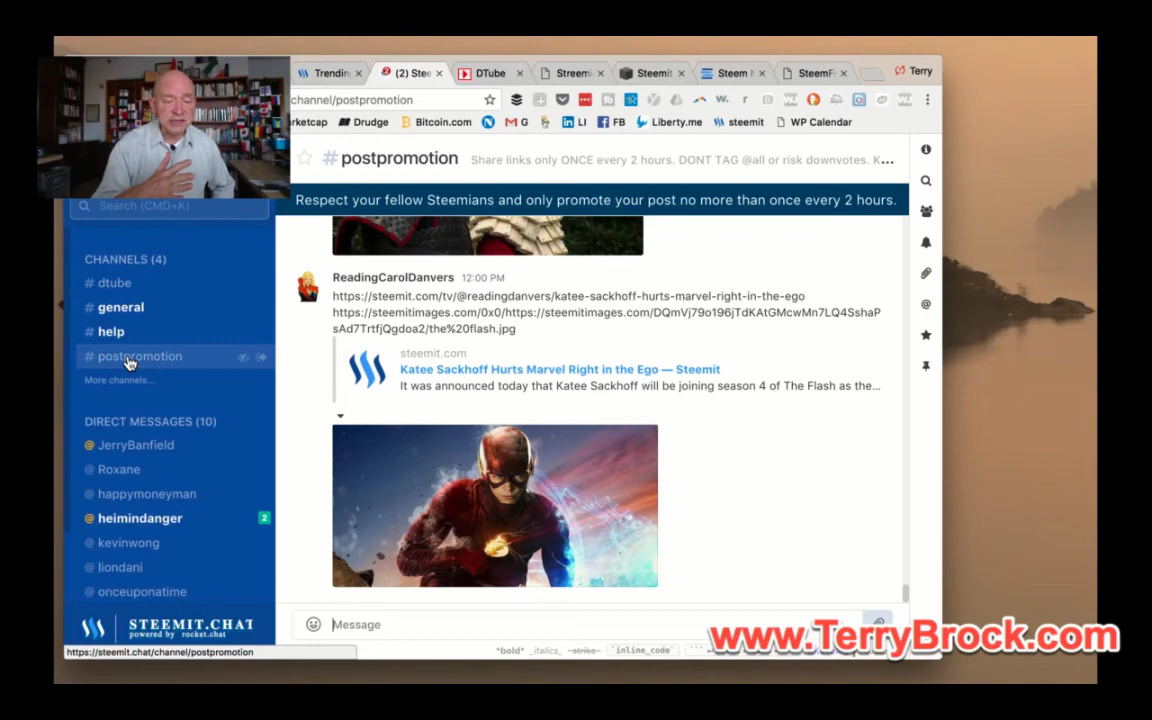 Trending
(2) Stee
DTube
Streemi
Steemit
Steem N
SteemFr
Terry
channel/postpromotion
rketcap
Drudge
Bitcoin.com
G
LI
FB
Liberty.me
steemit
WP Calendar
#postpromotion
Share links only ONCE every 2 hours. DONT TAG @all or risk downvotes. K...
Search (CMD+K)
Respect your fellow Steemians and only promote your post no more than once every 2 hours.
CHANNELS (4)
# dtube
# general
# help
# postpromotion
More channels...
DIRECT MESSAGES (10)
@ JerryBanfield
@ Roxane
@ happymoneyman
@ heimindanger 2
@ kevinwong
@ liondani
@ onceuponatime
STEEMIT.CHAT
powered by rocket.chat
https://steemit.chat/channel/postpromotion
ReadingCarolDanvers 12:00 PM
https://steemit.com/tv/@readingdanvers/katee-sackhoff-hurts-marvel-right-in-the-ego
https://steemitimages.com/0x0/https://steemitimages.com/DQmVj79o196jTdKAtGMcwMn7LQ4SshaP
sAd7TrtfjQgdoa2/the%20flash.jpg
steemit.com
Katee Sackhoff Hurts Marvel Right in the Ego — Steemit
It was announced today that Katee Sackhoff will be joining season 4 of The Flash as the...
Message
*bold* _italics_ ~strike~ `inline_code`
www.TerryBrock.com